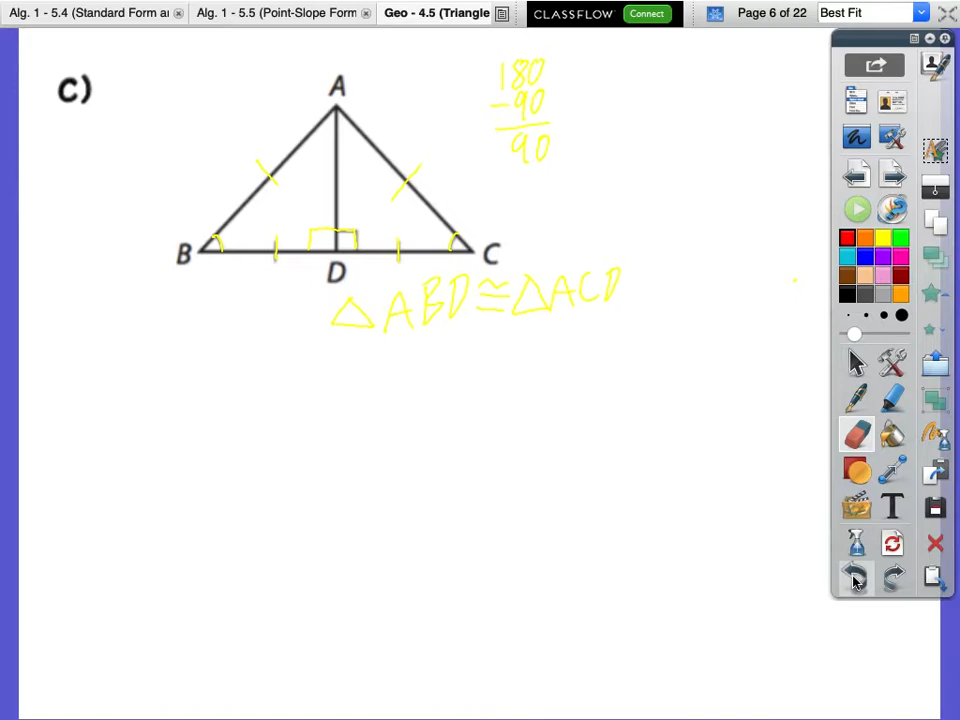 Alg. 1 - 5.4 (Standard Form ar
Alg. 1 - 5.5 (Point-Slope Form
Geo - 4.5 (Triangle
CLASSFLOW
Connect
Page 6 of 22
Best Fit
c)
A
180
-90
90
B
C
D
△ABD≅△ACD
T